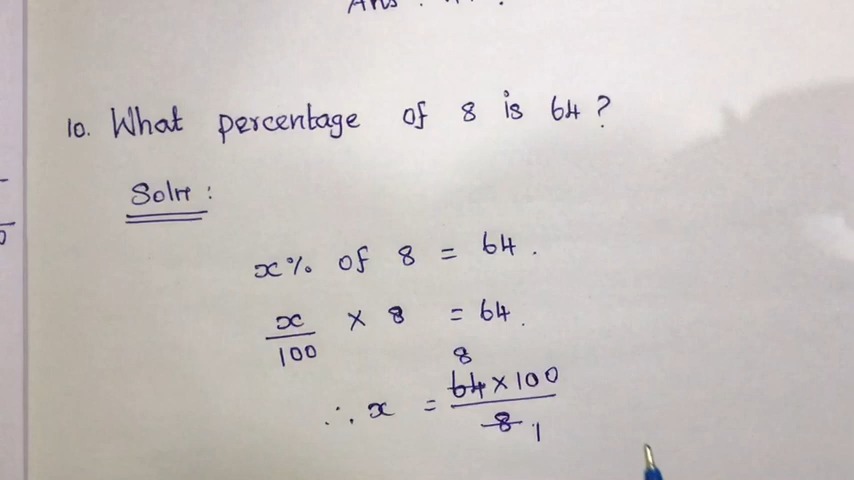 Ans :
10. What percentage of 8 is 64?
Soln :
x% of 8 = 64.
x/100 × 8 = 64.
8
∴ x = 64 × 100 / 8 1